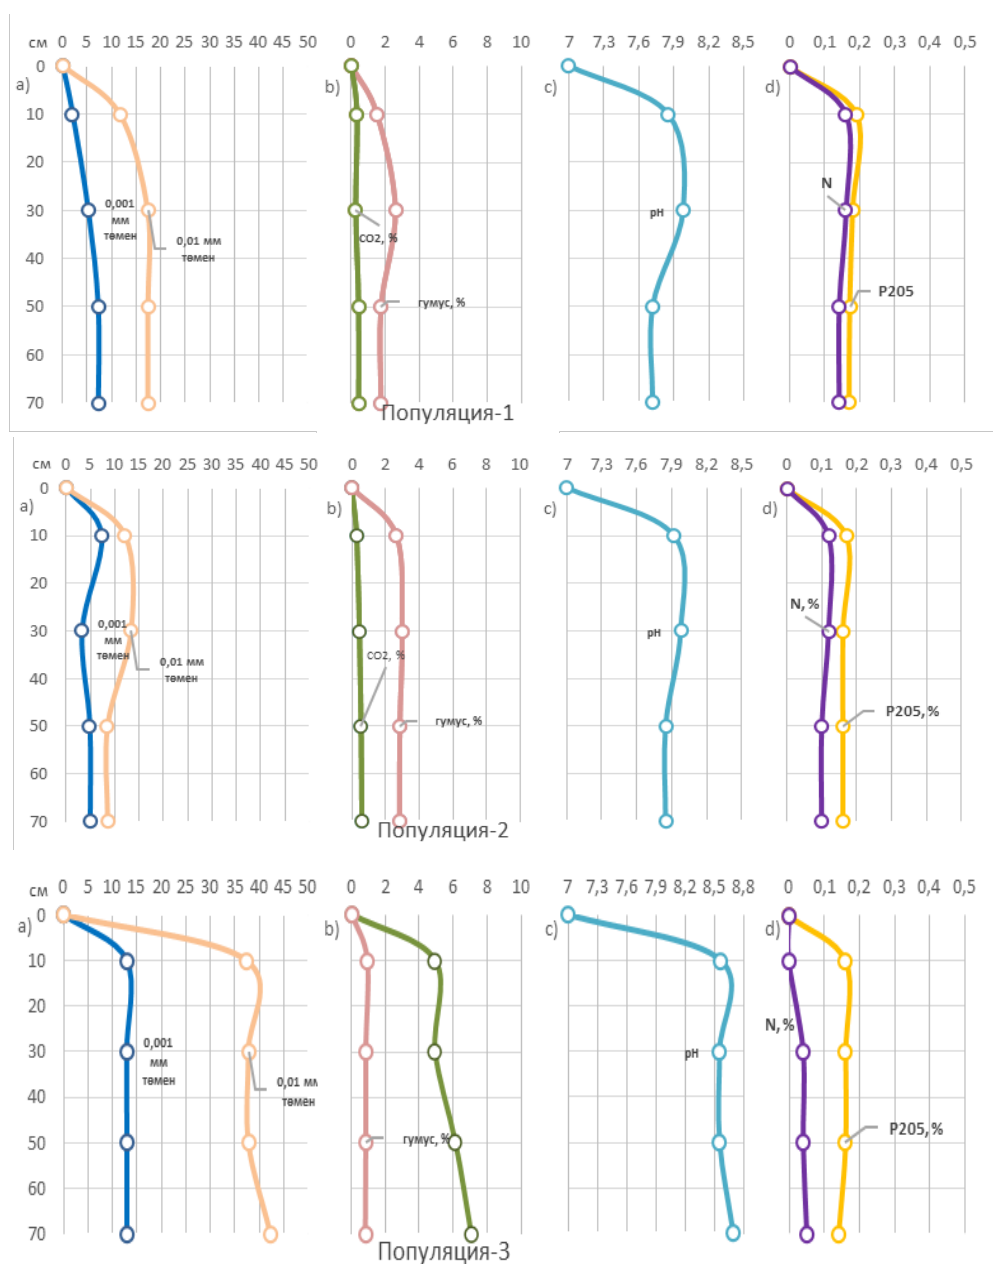 см 0 5 10 15 20 25 30 35 40 45 50
0 2 4 6 8 10
7 7,3 7,6 7,9 8,2 8,5
0 0,1 0,2 0,3 0,4 0,5
0
a)
b)
c)
d)
10
20
30
0,001
мм
төмен
0,01 мм
төмен
CO2, %
pH
N
40
50
гумус, %
P205
60
70
Популяция-1
см 0 5 10 15 20 25 30 35 40 45 50
0 2 4 6 8 10
7 7,3 7,6 7,9 8,2 8,5
0 0,1 0,2 0,3 0,4 0,5
0
a)
b)
c)
d)
10
20
30
0,001
мм
төмен
0,01 мм
төмен
CO2, %
pH
N, %
40
50
гумус, %
P205, %
60
70
Популяция-2
см 0 5 10 15 20 25 30 35 40 45 50
0 2 4 6 8 10
7 7,3 7,6 7,9 8,2 8,5 8,8
0 0,1 0,2 0,3 0,4 0,5
0
a)
b)
c)
d)
10
20
30
0,001
мм
төмен
0,01 мм
төмен
pH
N, %
40
50
гумус, %
P205, %
60
70
Популяция-3